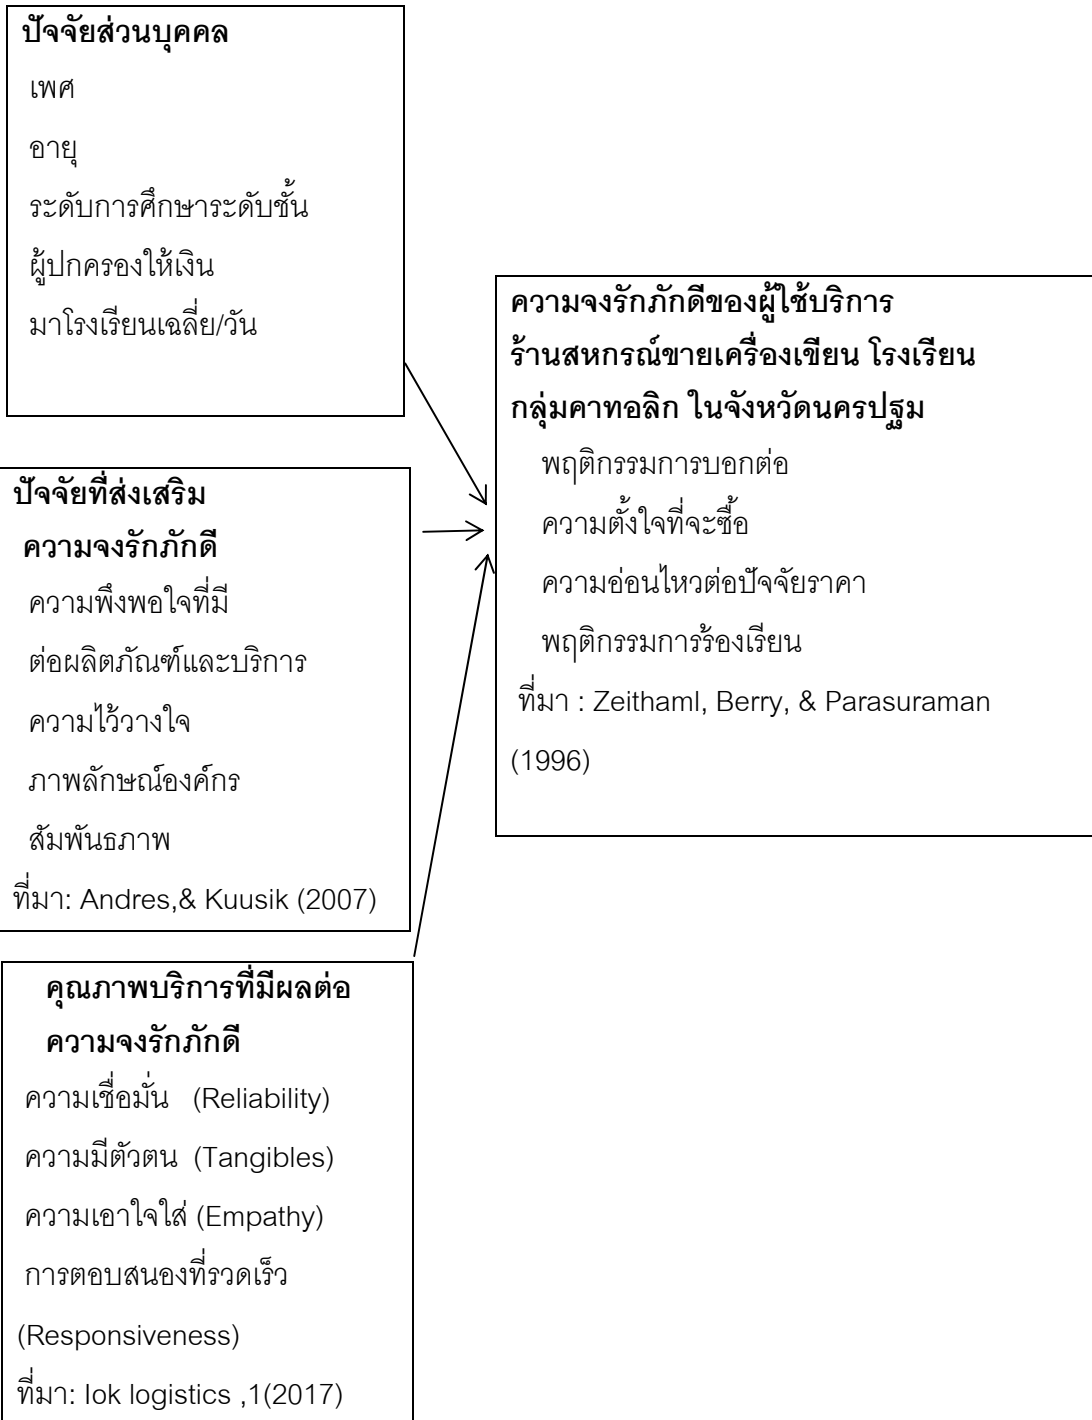 ปัจจัยส่วนบุคคล
เพศ
อายุ
ระดับการศึกษาระดับชั้น
ผู้ปกครองให้เงิน
มาโรงเรียนเฉลี่ย/วัน
ปัจจัยที่ส่งเสริม
ความจงรักภักดี
ความพึงพอใจที่มี
ต่อผลิตภัณฑ์และบริการ
ความไว้วางใจ
ภาพลักษณ์องค์กร
สัมพันธภาพ
ที่มา: Andres,& Kuusik (2007)
คุณภาพบริการที่มีผลต่อ
ความจงรักภักดี
ความเชื่อมั่น (Reliability)
ความมีตัวตน (Tangibles)
ความเอาใจใส่ (Empathy)
การตอบสนองที่รวดเร็ว
(Responsiveness)
ที่มา: Iok logistics ,1(2017)
ความจงรักภักดีของผู้ใช้บริการ
ร้านสหกรณ์ขายเครื่องเขียน โรงเรียน
กลุ่มคาทอลิก ในจังหวัดนครปฐม
พฤติกรรมการบอกต่อ
ความตั้งใจที่จะซื้อ
ความอ่อนไหวต่อปัจจัยราคา
พฤติกรรมการร้องเรียน
ที่มา : Zeithaml, Berry, & Parasuraman
(1996)